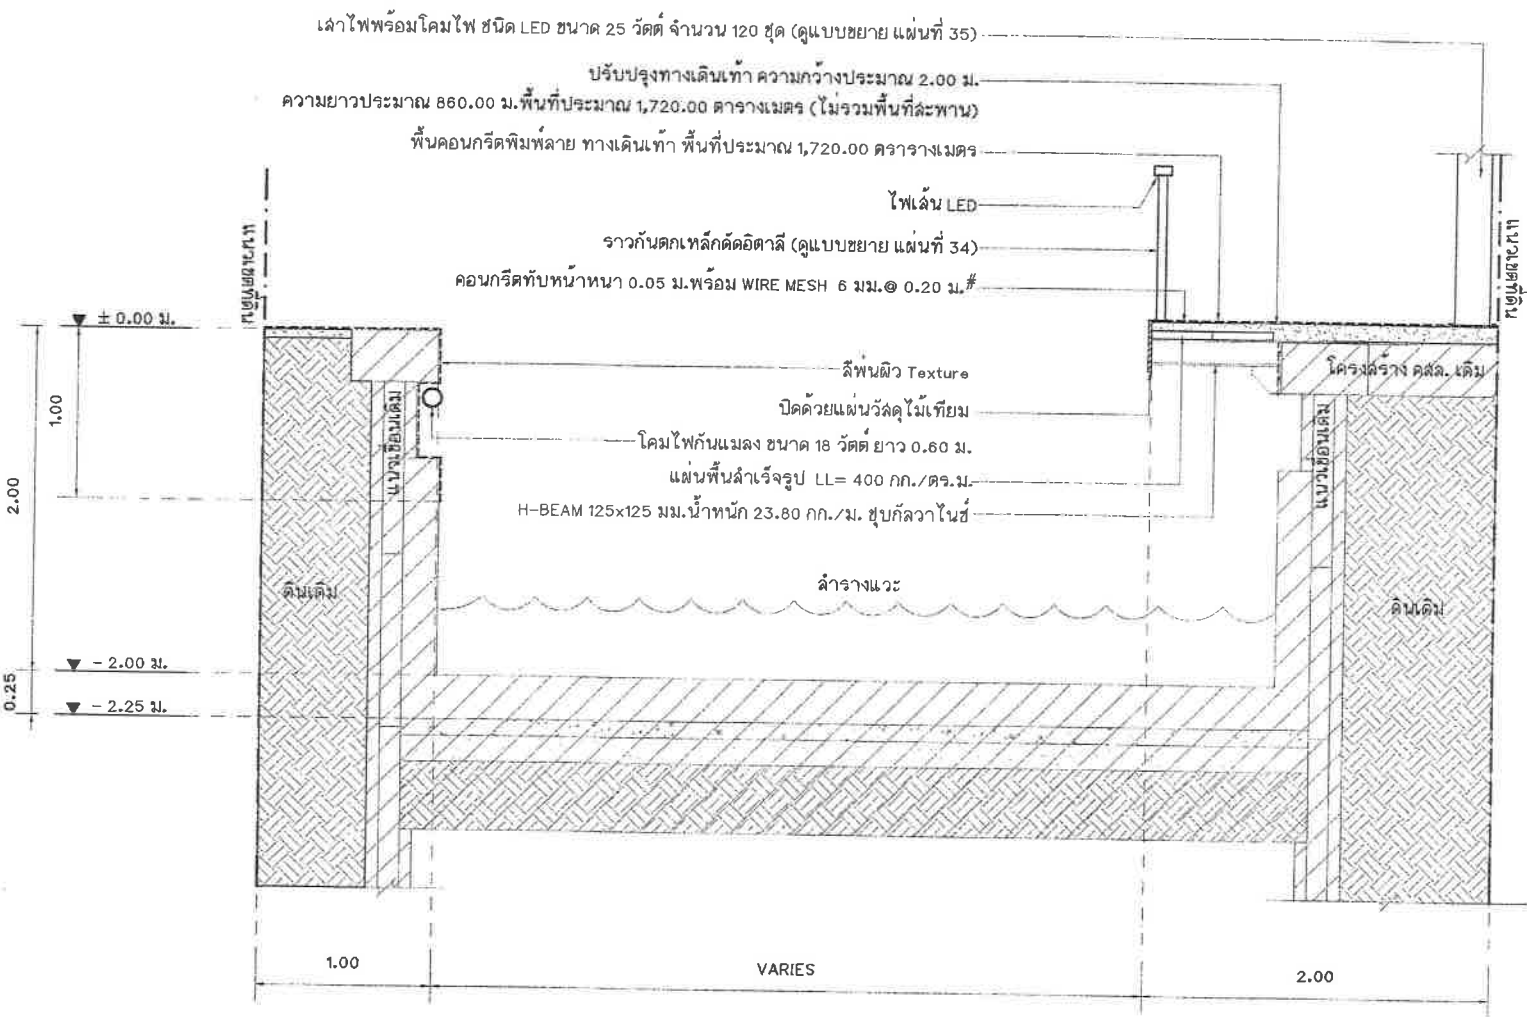 เสาไฟพร้อมโคมไฟ ชนิด LED ขนาด 25 วัตต์ จำนวน 120 ชุด (ดูแบบขยาย แผ่นที่ 35)
ปรับปรุงทางเดินเท้า ความกว้างประมาณ 2.00 ม.
ความยาวประมาณ 860.00 ม.พื้นที่ประมาณ 1,720.00 ตารางเมตร (ไม่รวมพื้นที่สะพาน)
พื้นคอนกรีตพิมพ์ลาย ทางเดินเท้า พื้นที่ประมาณ 1,720.00 ตรารางเมตร
ไฟเส้น LED
ราวกันตกเหล็กดัดอิตาลี (ดูแบบขยาย แผ่นที่ 34)
คอนกรีตทับหน้าหนา 0.05 ม.พร้อม WIRE MESH 6 มม.@ 0.20 ม.#
แนวเขตที่ดิน
แนวเขตที่ดิน
± 0.00 ม.
สีพ่นผิว Texture
โครงสร้าง คสล. เดิม
ปิดด้วยแผ่นวัสดุไม้เทียม
1.00
แนวเขื่อนเดิม
โคมไฟกันแมลง ขนาด 18 วัตต์ ยาว 0.60 ม.
แนวเขื่อนเดิม
แผ่นพื้นสำเร็จรูป LL= 400 กก./ตร.ม.
2.00
H-BEAM 125x125 มม.น้ำหนัก 23.80 กก./ม. ชุบกัลวาไนซ์
ดินเดิม
ลำรางแวะ
ดินเดิม
- 2.00 ม.
0.25
- 2.25 ม.
1.00
VARIES
2.00